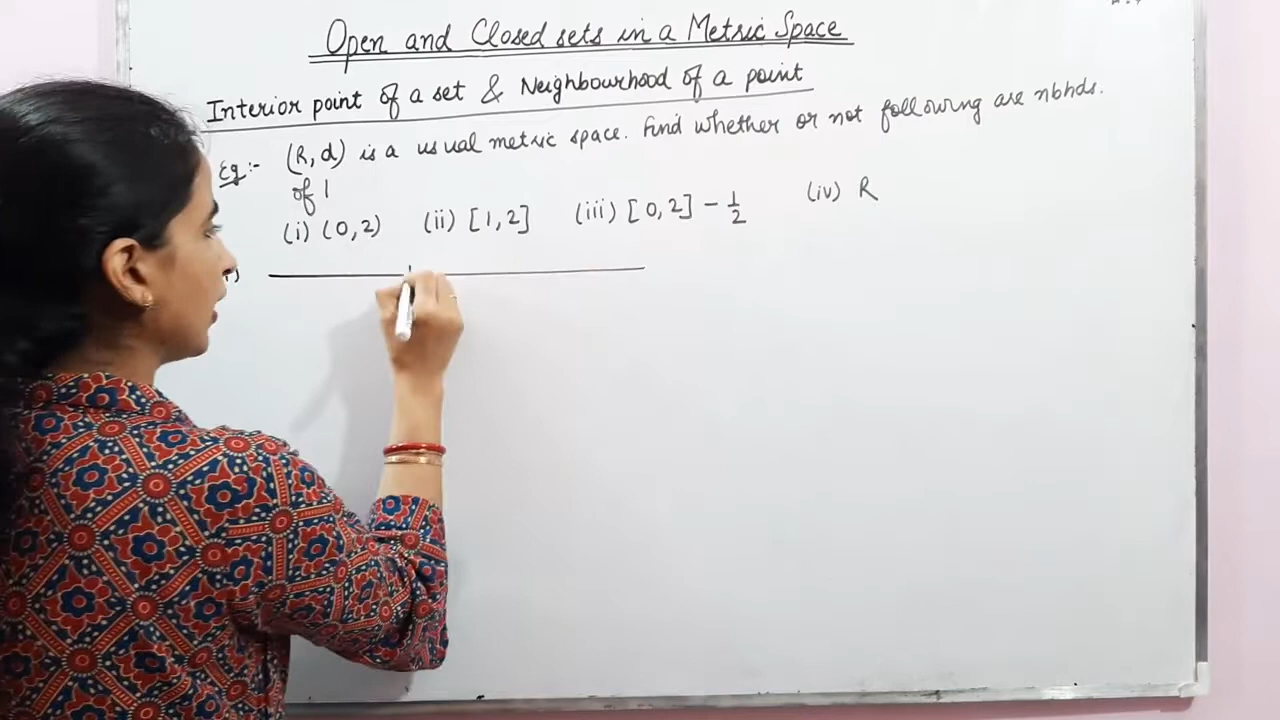 Open and Closed sets in a Metric Space
Interior point of a set & Neighbourhood of a point
Eg:- (R, d) is a usual metric space. Find whether or not following are nbhds.
of 1
(i) (0, 2) (ii) [1, 2] (iii) [0, 2] - 1/2 (iv) R